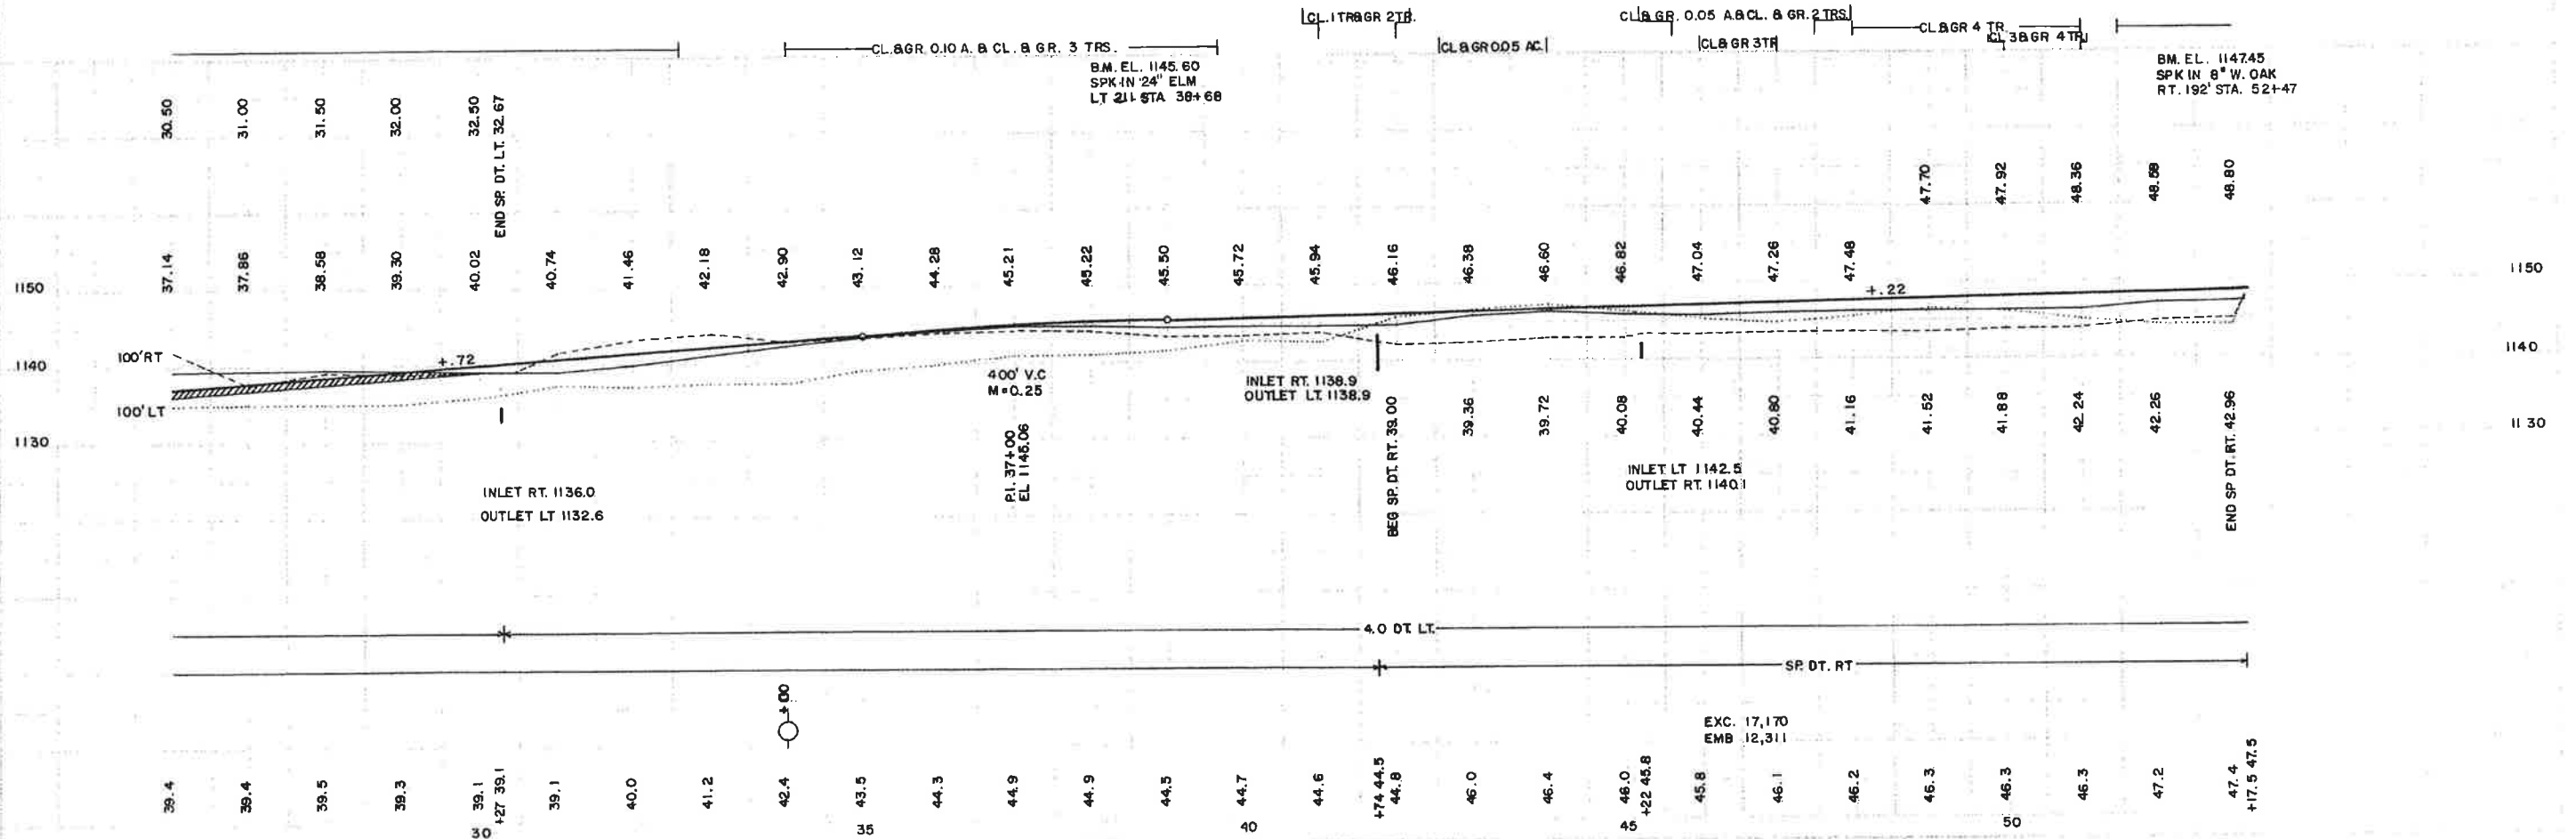 CL. 1 TR & GR 2 TR.
CL & GR. 0.05 A. & CL. & GR. 2 TRS.
CL. & GR. 0.10 A. & CL. & GR. 3 TRS.
CL & GR 0.05 AC.
CL & GR 3 TR
CL & GR 4 TR.
CL 3 & GR 4 TR.
B.M. EL. 1145.60
SPK IN 24" ELM
LT 211 STA 38+68
BM. EL. 1147.45
SPK IN 8" W. OAK
RT. 192' STA. 52+47
30.50 31.00 31.50 32.00 32.50 END SP. DT. LT. 32.67
47.70 47.92 48.36 48.58 48.80
37.14 37.86 38.58 39.30 40.02 40.74 41.46 42.18 42.90 43.12 44.28 45.21 45.22 45.50 45.72 45.94 46.16 46.38 46.60 46.82 47.04 47.26 47.48
1150 1150
+.22
100' RT
+.72
1140 1140
400' V.C
M=0.25
INLET RT. 1138.9
OUTLET LT. 1138.9
100' LT
1130 1130
P.I. 37+00
EL 1145.06
BEG SP. DT. RT. 39.00 39.36 39.72 40.08 40.44 40.80 41.16 41.52 41.88 42.24 42.26 END SP DT. RT. 42.96
INLET LT 1142.5
OUTLET RT. 1140.1
INLET RT. 1136.0
OUTLET LT 1132.6
4.0 DT. LT.
SP. DT. RT
+00
EXC. 17,170
EMB 12,311
39.4 39.4 39.5 39.3 39.1 +27 39.1 39.1 40.0 41.2 42.4 43.5 44.3 44.9 44.9 44.5 44.7 44.6 +74 44.5 44.8 46.0 46.4 46.0 +22 45.8 45.8 46.1 46.2 46.3 46.3 46.3 47.2 47.4 +17.5 47.5
30 35 40 45 50